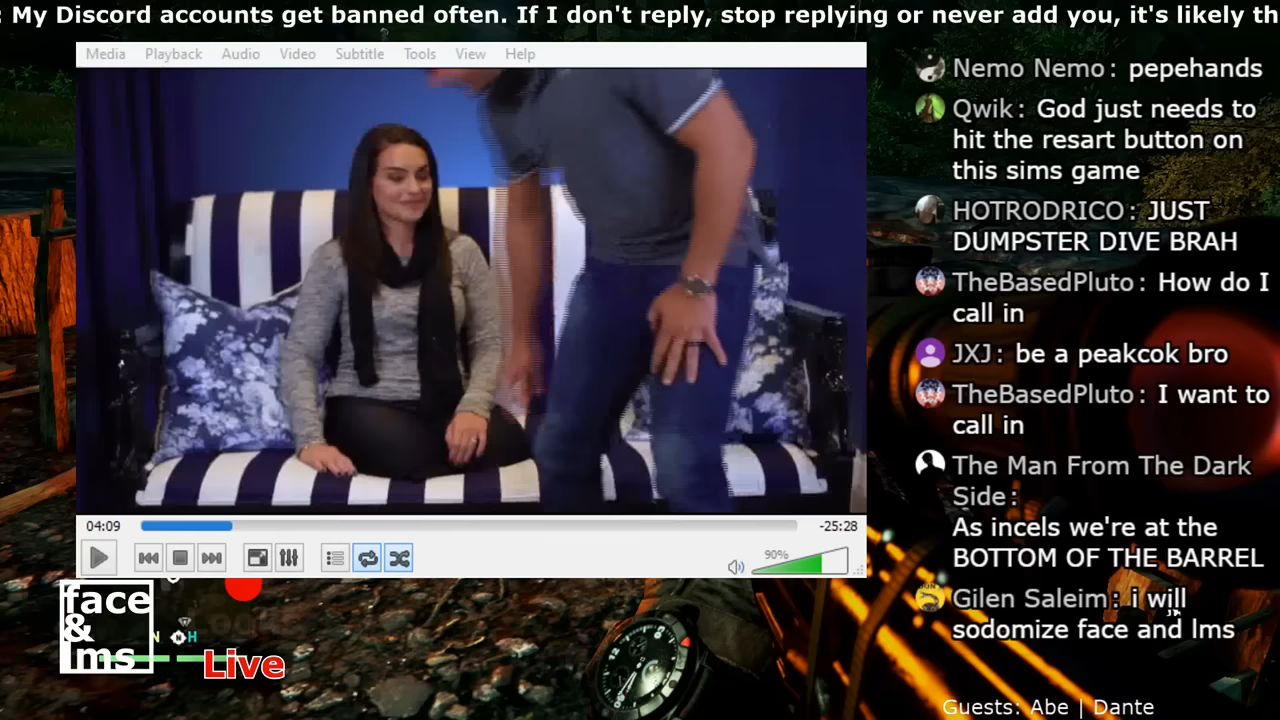 : My Discord accounts get banned often. If I don't reply, stop replying or never add you, it's likely th
Media Playback Audio Video Subtitle Tools View Help
04:09 -25:28
90%
Nemo Nemo: pepehands
Qwik: God just needs to
hit the resart button on
this sims game
HOTRODRICO: JUST
DUMPSTER DIVE BRAH
TheBasedPluto: How do I
call in
JXJ: be a peakcok bro
TheBasedPluto: I want to
call in
The Man From The Dark
Side:
As incels we're at the
BOTTOM OF THE BARREL
Gilen Saleim: i will
sodomize face and lms
face
&
lms
N H
Live
Guests: Abe | Dante